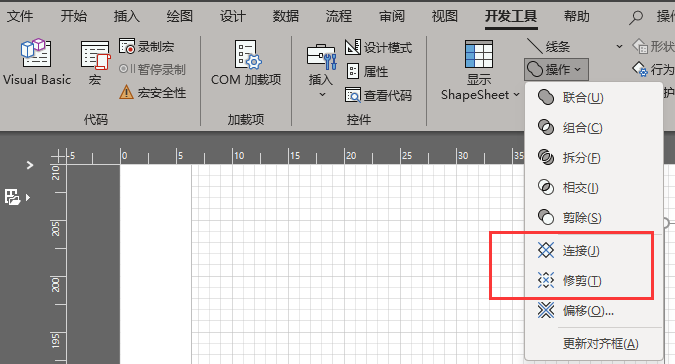 文件 开始 插入 绘图 设计 数据 流程 审阅 视图 开发工具 帮助 操作
Visual Basic
宏
录制宏
暂停录制
宏安全性
代码
COM 加载项
加载项
插入
设计模式
属性
查看代码
控件
显示
ShapeSheet
线条
操作
形状
行为
护
联合(U)
组合(C)
拆分(F)
相交(I)
剪除(S)
连接(J)
修剪(T)
偏移(O)...
更新对齐框(A)
-5 0 5 10 15 20 25 30 35
210
205
200
195